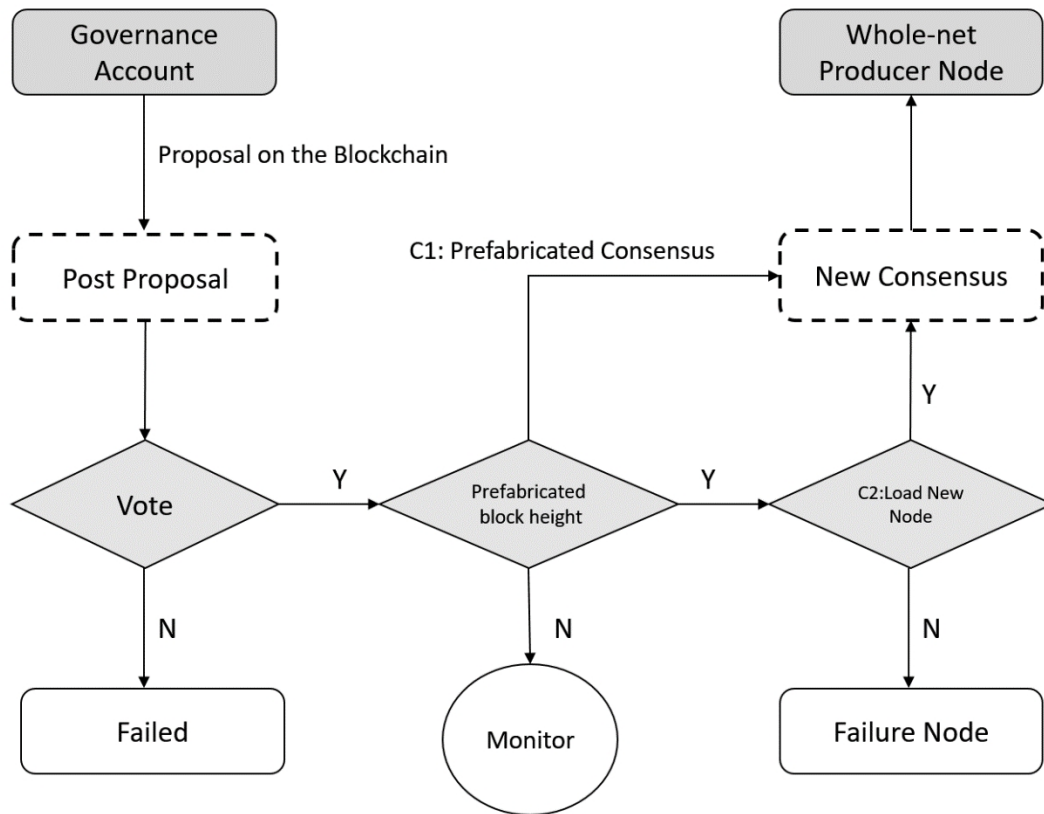 Governance
Account
Whole-net
Producer Node
Proposal on the Blockchain
C1: Prefabricated Consensus
Post Proposal
New Consensus
Y
Vote
Y
Prefabricated
block height
Y
C2:Load New
Node
N
N
N
Failed
Monitor
Failure Node